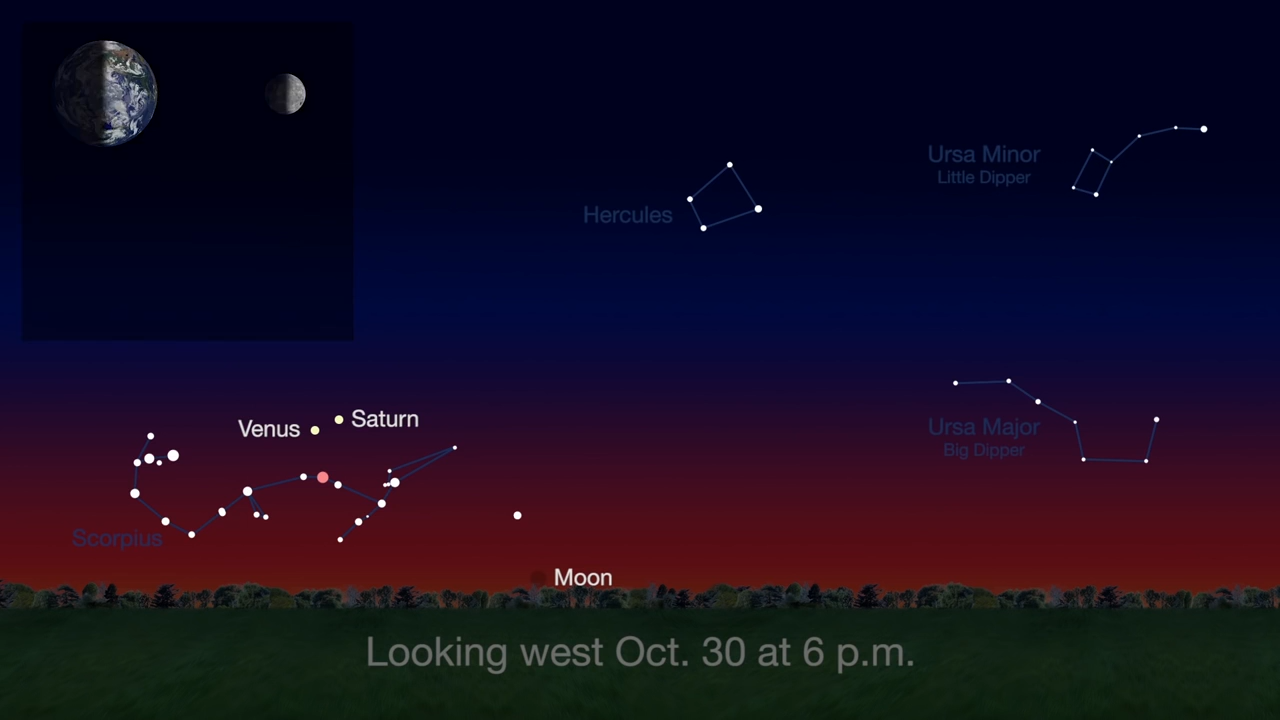 Ursa Minor
Little Dipper
Hercules
Venus
Saturn
Ursa Major
Big Dipper
Scorpius
Moon
Looking west Oct. 30 at 6 p.m.